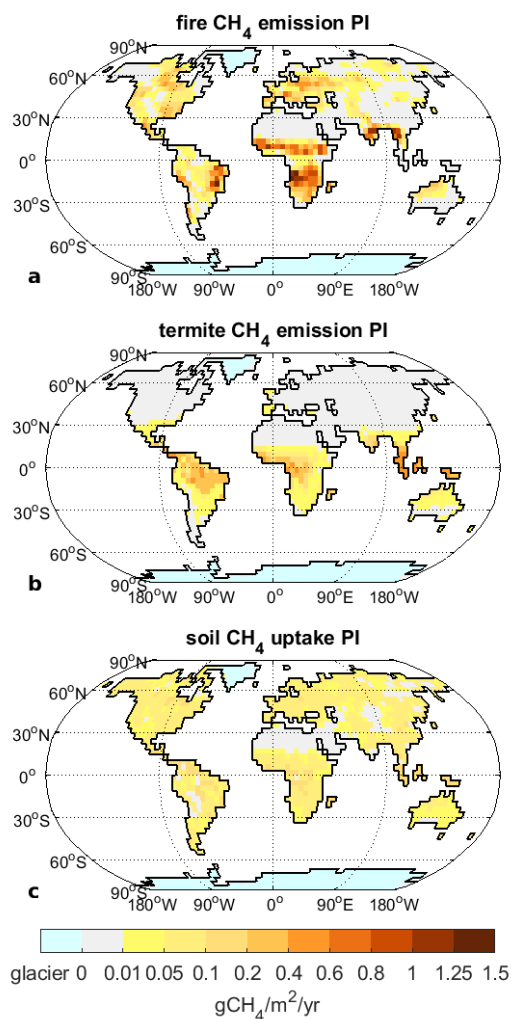 fire CH₄ emission PI
90°N
60°N
30°N
0°
30°S
60°S
90°S
180°W 90°W 0° 90°E 180°W
a
termite CH₄ emission PI
90°N
60°N
30°N
0°
30°S
60°S
90°S
180°W 90°W 0° 90°E 180°W
b
soil CH₄ uptake PI
90°N
60°N
30°N
0°
30°S
60°S
90°S
180°W 90°W 0° 90°E 180°W
c
glacier 0 0.01 0.05 0.1 0.2 0.4 0.6 0.8 1 1.25 1.5
gCH₄/m²/yr